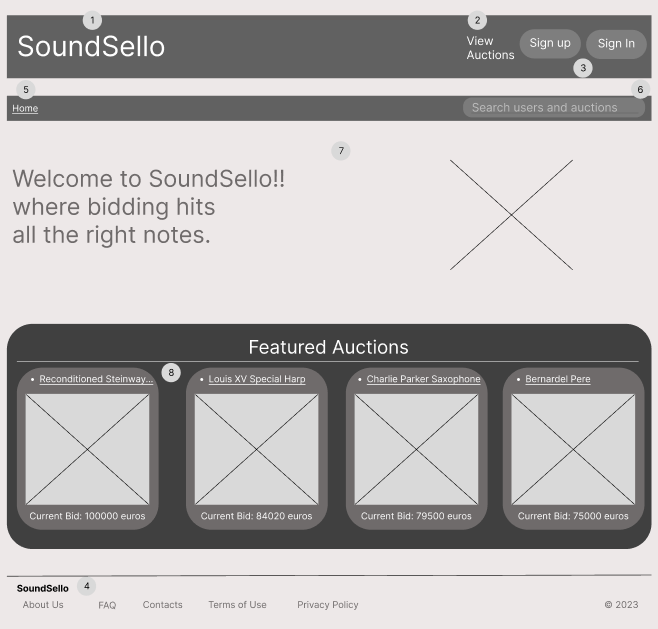 1
2
SoundSello
View
Auctions
Sign up
Sign In
3
5
6
Home
Search users and auctions
7
Welcome to SoundSello!!
where bidding hits
all the right notes.
Featured Auctions
• Reconditioned Steinway...
8
• Louis XV Special Harp
• Charlie Parker Saxophone
• Bernardel Pere
Current Bid: 100000 euros
Current Bid: 84020 euros
Current Bid: 79500 euros
Current Bid: 75000 euros
SoundSello
4
About Us
FAQ
Contacts
Terms of Use
Privacy Policy
© 2023